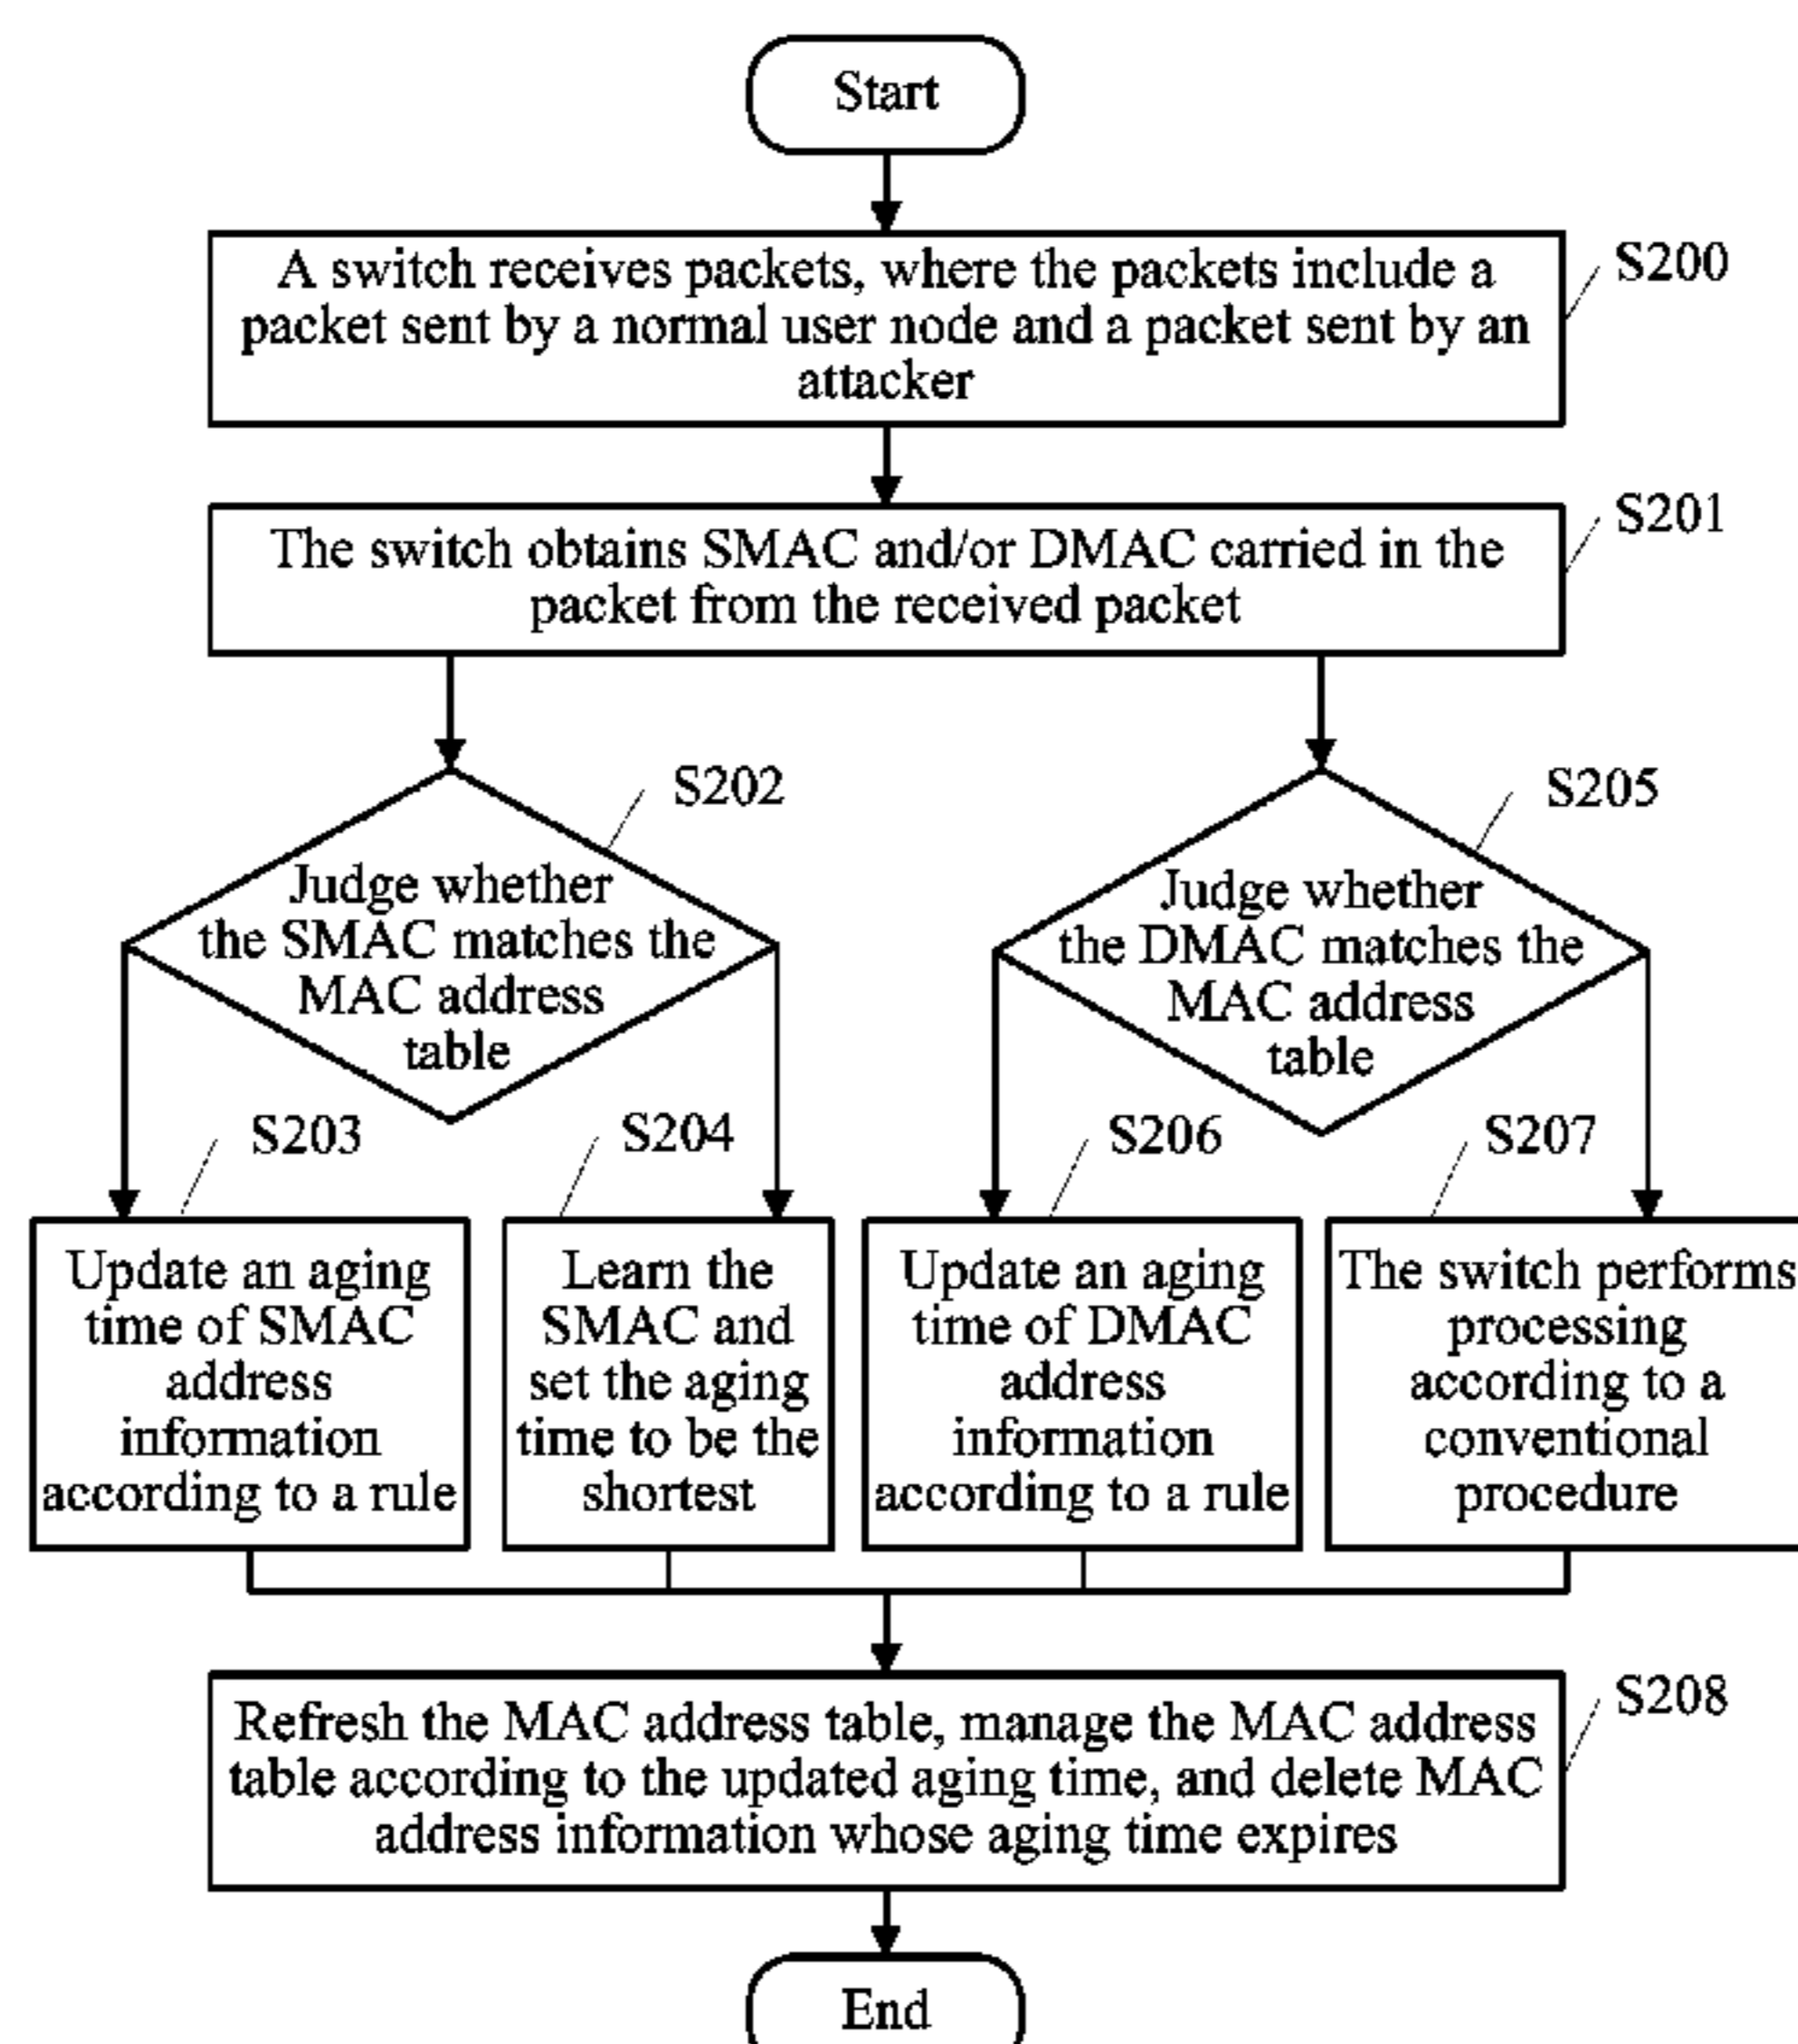 Start
A switch receives packets, where the packets include a
packet sent by a normal user node and a packet sent by an
attacker
S200
The switch obtains SMAC and/or DMAC carried in the
packet from the received packet
S201
S202
Judge whether
the SMAC matches the
MAC address
table
S205
Judge whether
the DMAC matches the
MAC address
table
S203
Update an aging
time of SMAC
address
information
according to a rule
S204
Learn the
SMAC and
set the aging
time to be the
shortest
S206
Update an aging
time of DMAC
address
information
according to a rule
S207
The switch performs
processing
according to a
conventional
procedure
Refresh the MAC address table, manage the MAC address
table according to the updated aging time, and delete MAC
address information whose aging time expires
S208
End